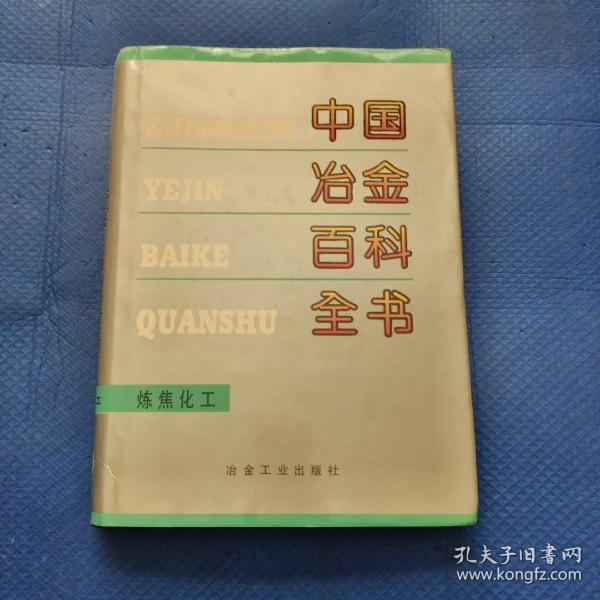 ZHONGGUO 中国
YEJIN 冶金
BAIKE 百科
QUANSHU 全书
工 炼焦化工
冶金工业出版社
孔夫子旧书网
www.kongfz.com